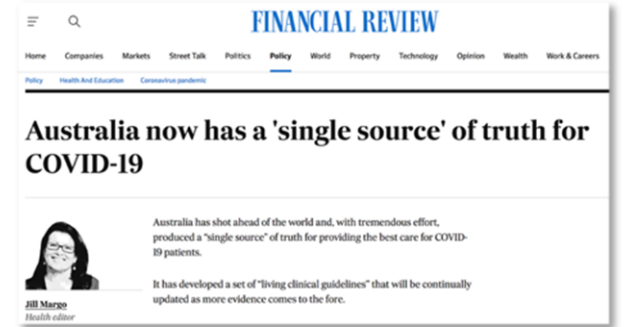 FINANCIAL REVIEW
Home Companies Markets Street Talk Politics Policy World Property Technology Opinion Wealth Work & Careers
Policy Health And Education Coronavirus pandemic
Australia now has a 'single source' of truth for
COVID-19
Australia has shot ahead of the world and, with tremendous effort,
produced a "single source" of truth for providing the best care for COVID-
19 patients.
It has developed a set of "living clinical guidelines" that will be continually
updated as more evidence comes to the fore.
Jill Margo
Health editor